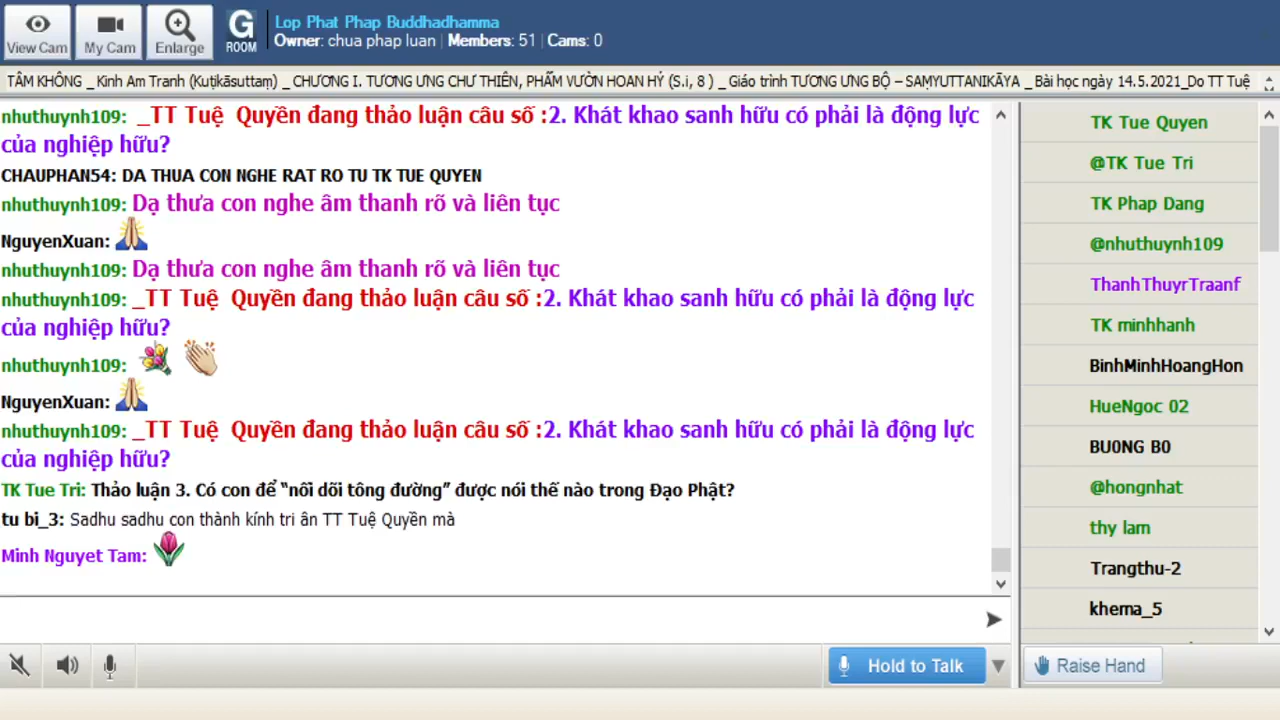 View Cam
My Cam
Enlarge
G
ROOM
Lop Phat Phap Buddhadhamma
Owner: chua phap luan | Members: 51 | Cams: 0
TÂM KHÔNG _Kinh Am Tranh (Kuṭikāsuttaṃ) _CHƯƠNG I. TƯƠNG ƯNG CHƯ THIÊN, PHẨM VƯỜN HOAN HỶ (S.i, 8 ) _Giáo trình TƯƠNG ƯNG BỘ – SAṂYUTTANIKĀYA _Bài học ngày 14.5.2021_Do TT Tuệ
nhuthuynh109: _TT Tuệ Quyền đang thảo luận câu số :2. Khát khao sanh hữu có phải là động lực
của nghiệp hữu?
CHAUPHAN54: DA THUA CON NGHE RAT RO TU TK TUE QUYEN
nhuthuynh109: Dạ thưa con nghe âm thanh rõ và liên tục
NguyenXuan:
nhuthuynh109: Dạ thưa con nghe âm thanh rõ và liên tục
nhuthuynh109: _TT Tuệ Quyền đang thảo luận câu số :2. Khát khao sanh hữu có phải là động lực
của nghiệp hữu?
nhuthuynh109:
NguyenXuan:
nhuthuynh109: _TT Tuệ Quyền đang thảo luận câu số :2. Khát khao sanh hữu có phải là động lực
của nghiệp hữu?
TK Tue Tri: Thảo luận 3. Có con để “nối dõi tông đường” được nói thế nào trong Đạo Phật?
tu bi_3: Sadhu sadhu con thành kính tri ân TT Tuệ Quyền mà
Minh Nguyet Tam:
TK Tue Quyen
@TK Tue Tri
TK Phap Dang
@nhuthuynh109
ThanhThuyrTraanf
TK minhhanh
BinhMinhHoangHon
HueNgoc 02
BU0NG B0
@hongnhat
thy lam
Trangthu-2
khema_5
Hold to Talk
Raise Hand